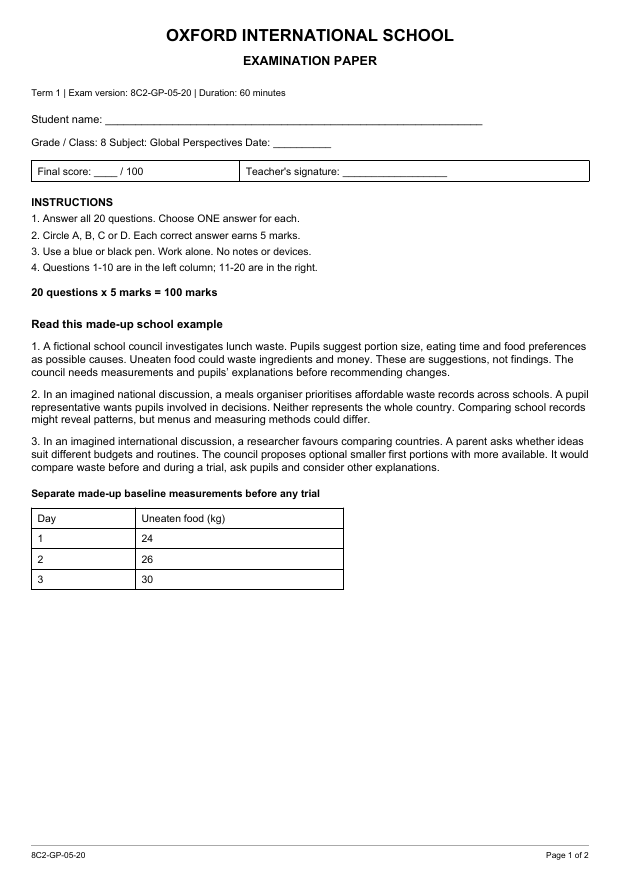 OXFORD INTERNATIONAL SCHOOL
EXAMINATION PAPER
Term 1 | Exam version: 8C2-GP-05-20 | Duration: 60 minutes
Student name: _______________________________________________________________
Grade / Class: 8 Subject: Global Perspectives Date: __________
Final score: ____ / 100
Teacher's signature: __________________
INSTRUCTIONS
1. Answer all 20 questions. Choose ONE answer for each.
2. Circle A, B, C or D. Each correct answer earns 5 marks.
3. Use a blue or black pen. Work alone. No notes or devices.
4. Questions 1-10 are in the left column; 11-20 are in the right.
20 questions x 5 marks = 100 marks
Read this made-up school example
1. A fictional school council investigates lunch waste. Pupils suggest portion size, eating time and food preferences
as possible causes. Uneaten food could waste ingredients and money. These are suggestions, not findings. The
council needs measurements and pupils' explanations before recommending changes.
2. In an imagined national discussion, a meals organiser prioritises affordable waste records across schools. A pupil
representative wants pupils involved in decisions. Neither represents the whole country. Comparing school records
might reveal patterns, but menus and measuring methods could differ.
3. In an imagined international discussion, a researcher favours comparing countries. A parent asks whether ideas
suit different budgets and routines. The council proposes optional smaller first portions with more available. It would
compare waste before and during a trial, ask pupils and consider other explanations.
Separate made-up baseline measurements before any trial
Day Uneaten food (kg)
1 24
2 26
3 30
8C2-GP-05-20
Page 1 of 2